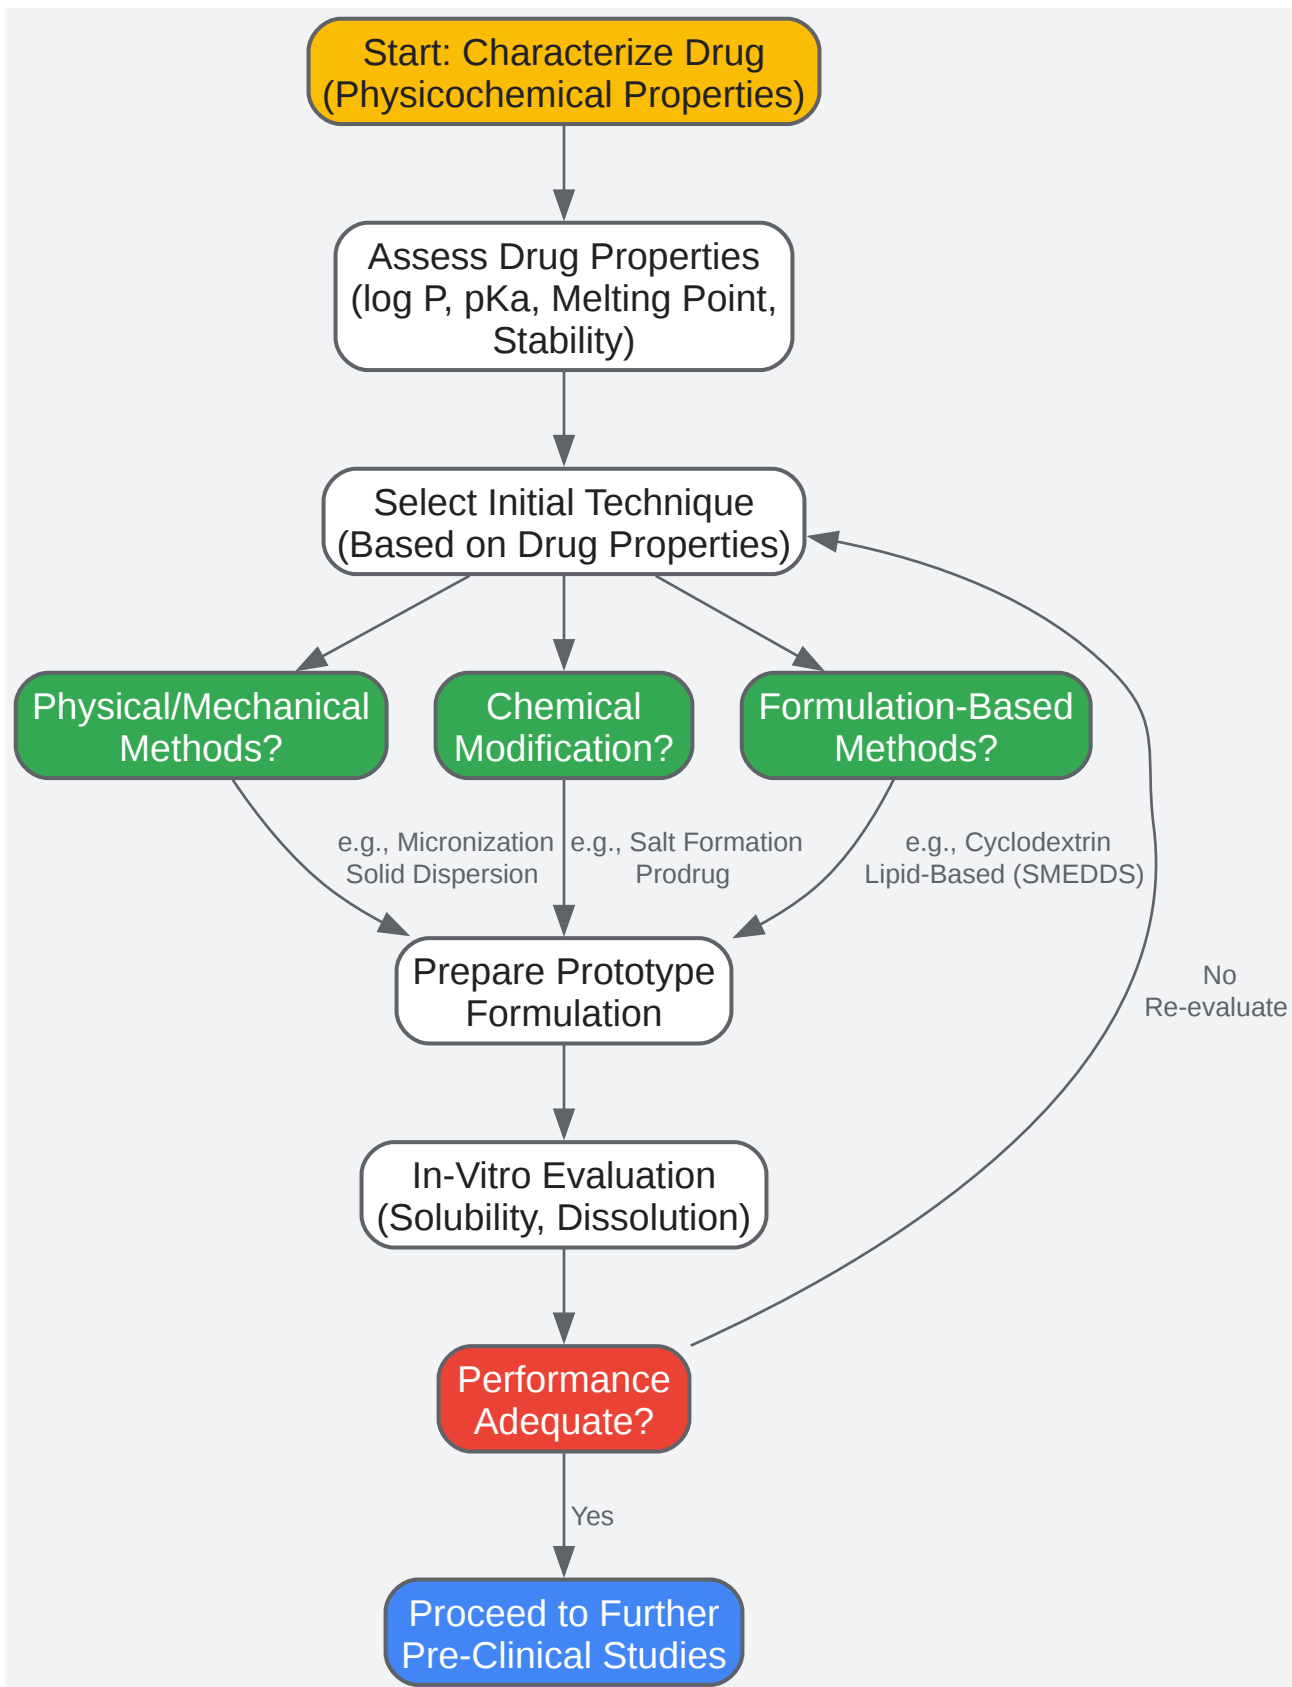 Start: Characterize Drug
(Physicochemical Properties)
Assess Drug Properties
(log P, pKa, Melting Point,
Stability)
Select Initial Technique
(Based on Drug Properties)
Physical/Mechanical
Methods?
Chemical
Modification?
Formulation-Based
Methods?
e.g., Micronization
Solid Dispersion
e.g., Salt Formation
Prodrug
e.g., Cyclodextrin
Lipid-Based (SMEDDS)
Prepare Prototype
Formulation
No
Re-evaluate
In-Vitro Evaluation
(Solubility, Dissolution)
Performance
Adequate?
Yes
Proceed to Further
Pre-Clinical Studies